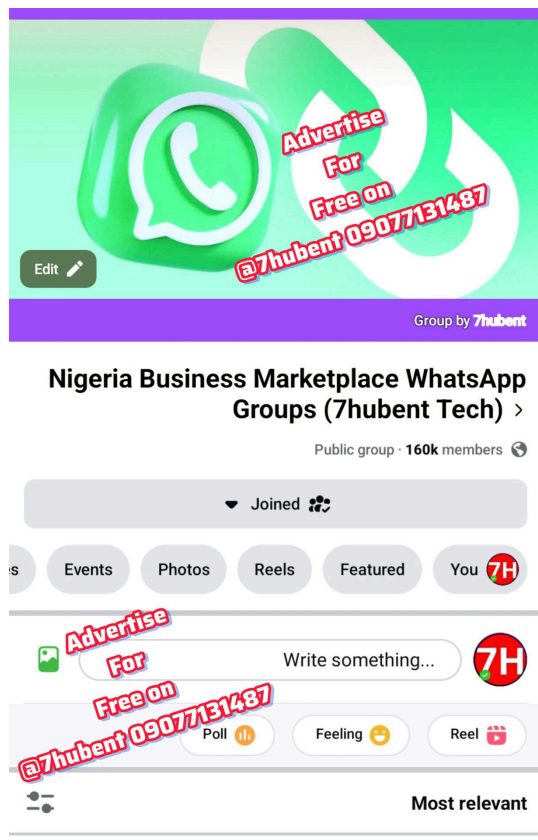 Advertise
For
Free on
@7hubent 09077131487
Edit
Group by 7hubent
Nigeria Business Marketplace WhatsApp
Groups (7hubent Tech) >
Public group · 160k members
Joined
s
Events
Photos
Reels
Featured
You
7H
Advertise
For
Free on
@7hubent 09077131487
Write something...
7H
Poll
Feeling
Reel
Most relevant